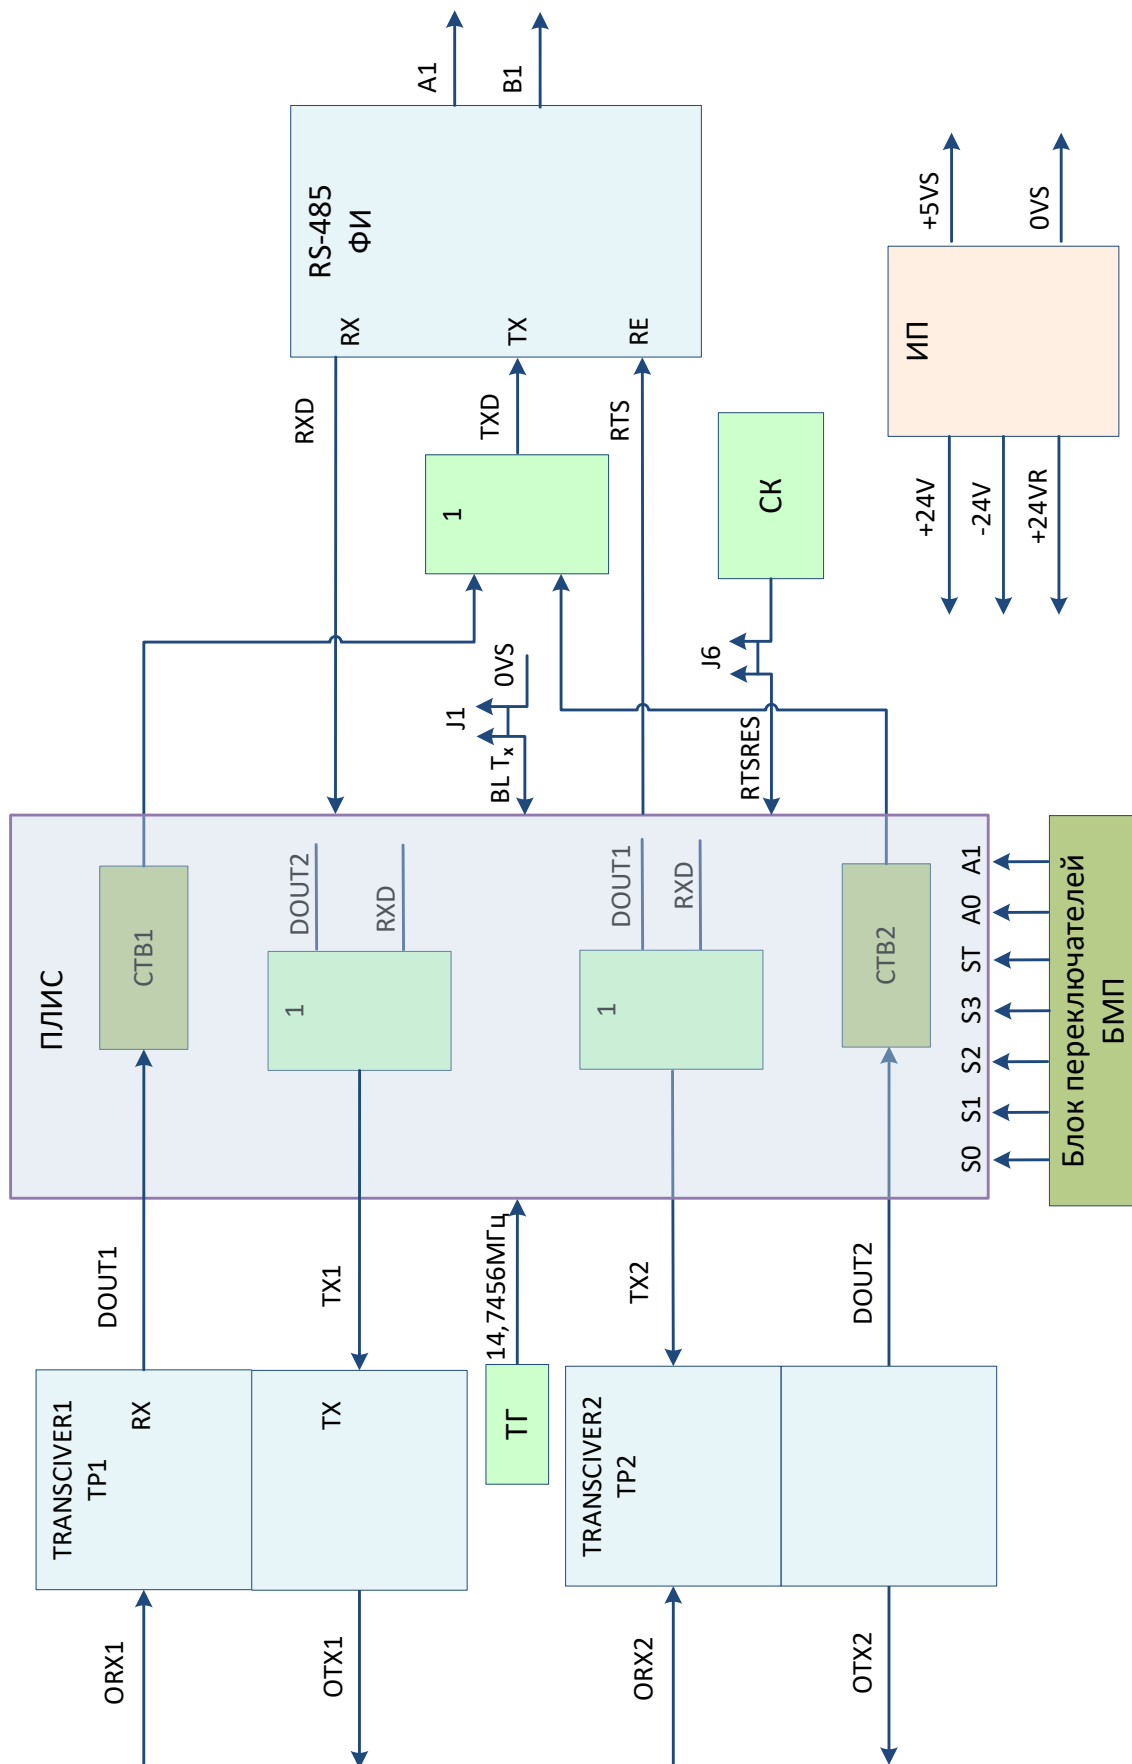 TRANSCIVER1
TP1
RX
TX
ORX1
OTX1
DOUT1
TX1
ТГ
14,7456МГц
TRANSCIVER2
TP2
ORX2
OTX2
TX2
DOUT2
ПЛИС
СТВ1
1
DOUT2
RXD
1
DOUT1
RXD
СТВ2
S0
S1
S2
S3
ST
A0
A1
Блок переключателей
БМП
BL Tx
J1
0VS
RTSRES
J6
СК
1
RXD
TXD
RTS
RS-485
ФИ
RX
TX
RE
A1
B1
ИП
+24V
-24V
+24VR
+5VS
0VS